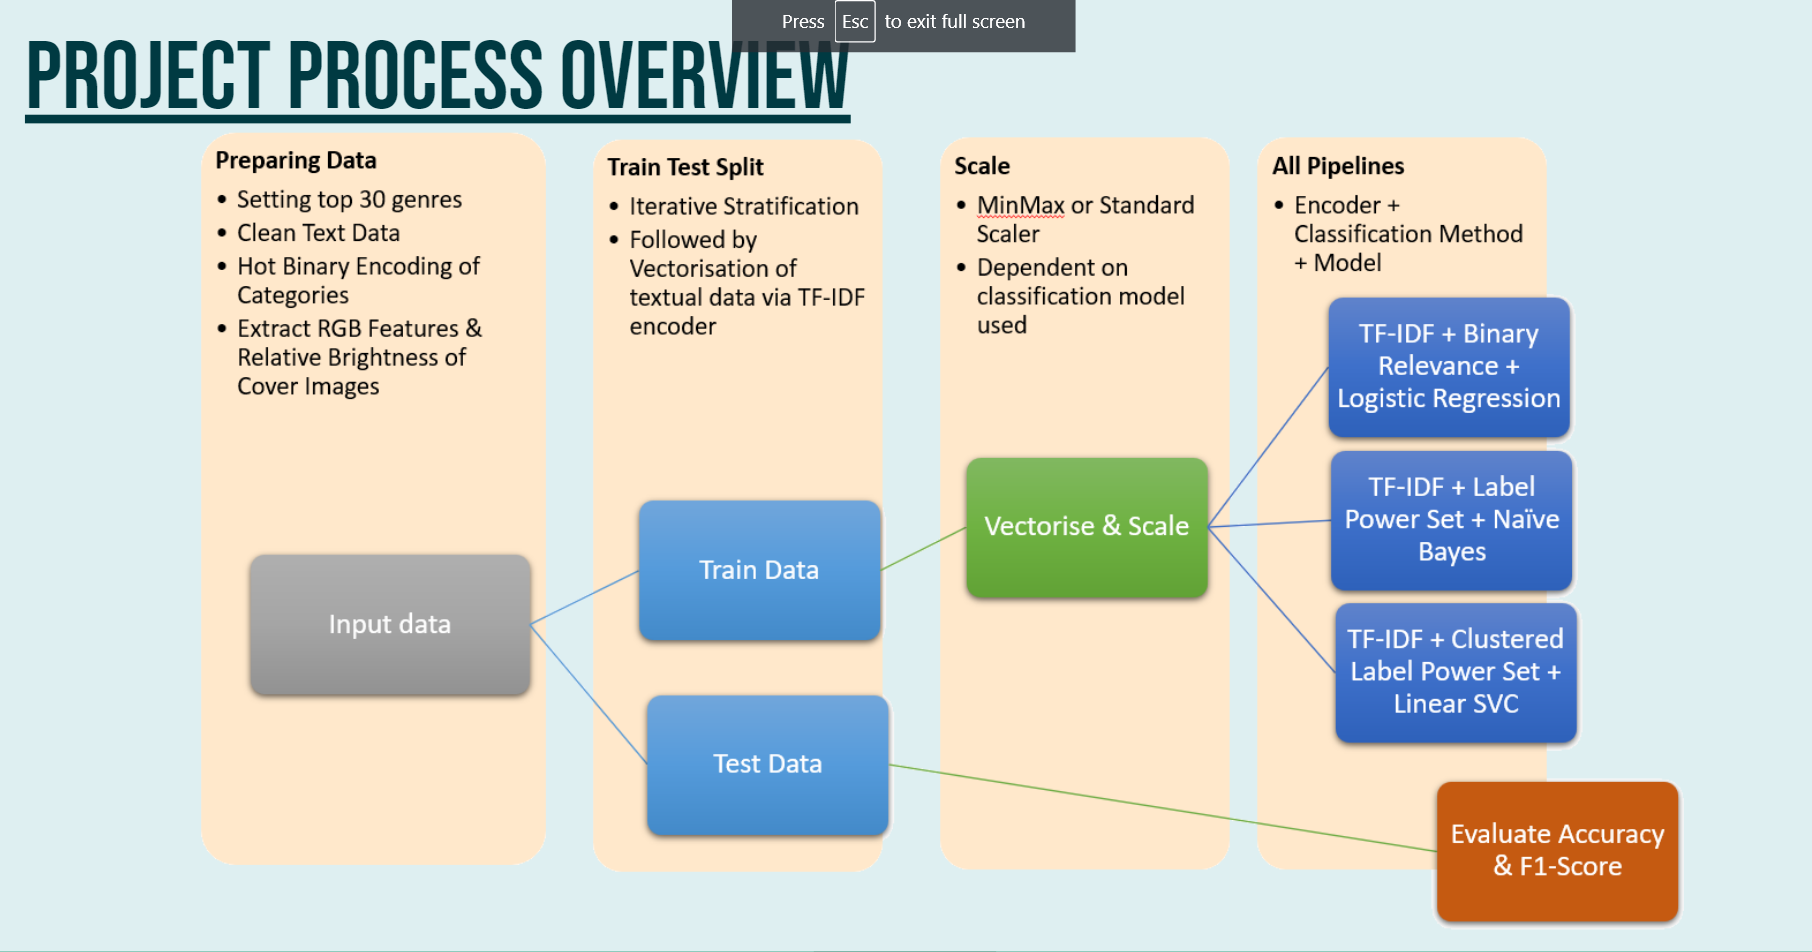 Press Esc to exit full screen
PROJECT PROCESS OVERVIEW
Preparing Data
• Setting top 30 genres
• Clean Text Data
• Hot Binary Encoding of
Categories
• Extract RGB Features &
Relative Brightness of
Cover Images
Input data
Train Test Split
• Iterative Stratification
• Followed by
Vectorisation of
textual data via TF-IDF
encoder
Train Data
Test Data
Scale
• MinMax or Standard
Scaler
• Dependent on
classification model
used
Vectorise & Scale
All Pipelines
• Encoder +
Classification Method
+ Model
TF-IDF + Binary
Relevance +
Logistic Regression
TF-IDF + Label
Power Set + Naïve
Bayes
TF-IDF + Clustered
Label Power Set +
Linear SVC
Evaluate Accuracy
& F1-Score